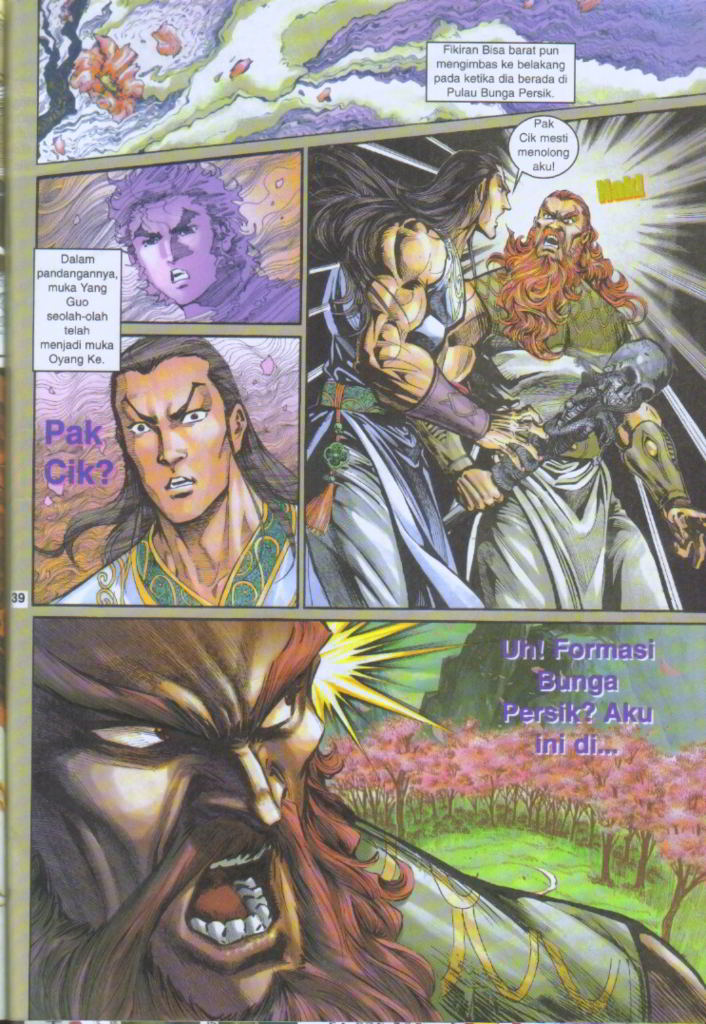 Fikiran Bisa barat pun
mengimbas ke belakang
pada ketika dia berada di
Pulau Bunga Persik.
Pak
Cik mesti
menolong
aku!
Dalam
pandangannya,
muka Yang
Guo
seolah-olah
telah
menjadi muka
Oyang Ke.
Pak
Cik?
39
Uh! Formasi
Bunga
Persik? Aku
ini di...